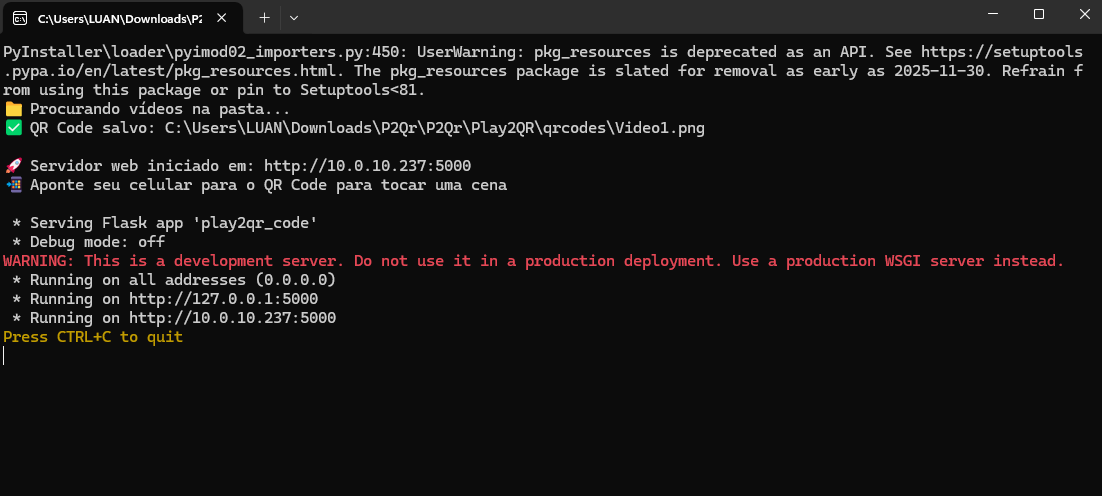 C:\Users\LUAN\Downloads\P2
PyInstaller\loader\pyimod02_importers.py:450: UserWarning: pkg_resources is deprecated as an API. See https://setuptools
.pypa.io/en/latest/pkg_resources.html. The pkg_resources package is slated for removal as early as 2025-11-30. Refrain f
rom using this package or pin to Setuptools<81.
Procurando vídeos na pasta...
QR Code salvo: C:\Users\LUAN\Downloads\P2Qr\P2Qr\Play2QR\qrcodes\Video1.png
Servidor web iniciado em: http://10.0.10.237:5000
Aponte seu celular para o QR Code para tocar uma cena
* Serving Flask app 'play2qr_code'
* Debug mode: off
WARNING: This is a development server. Do not use it in a production deployment. Use a production WSGI server instead.
* Running on all addresses (0.0.0.0)
* Running on http://127.0.0.1:5000
* Running on http://10.0.10.237:5000
Press CTRL+C to quit